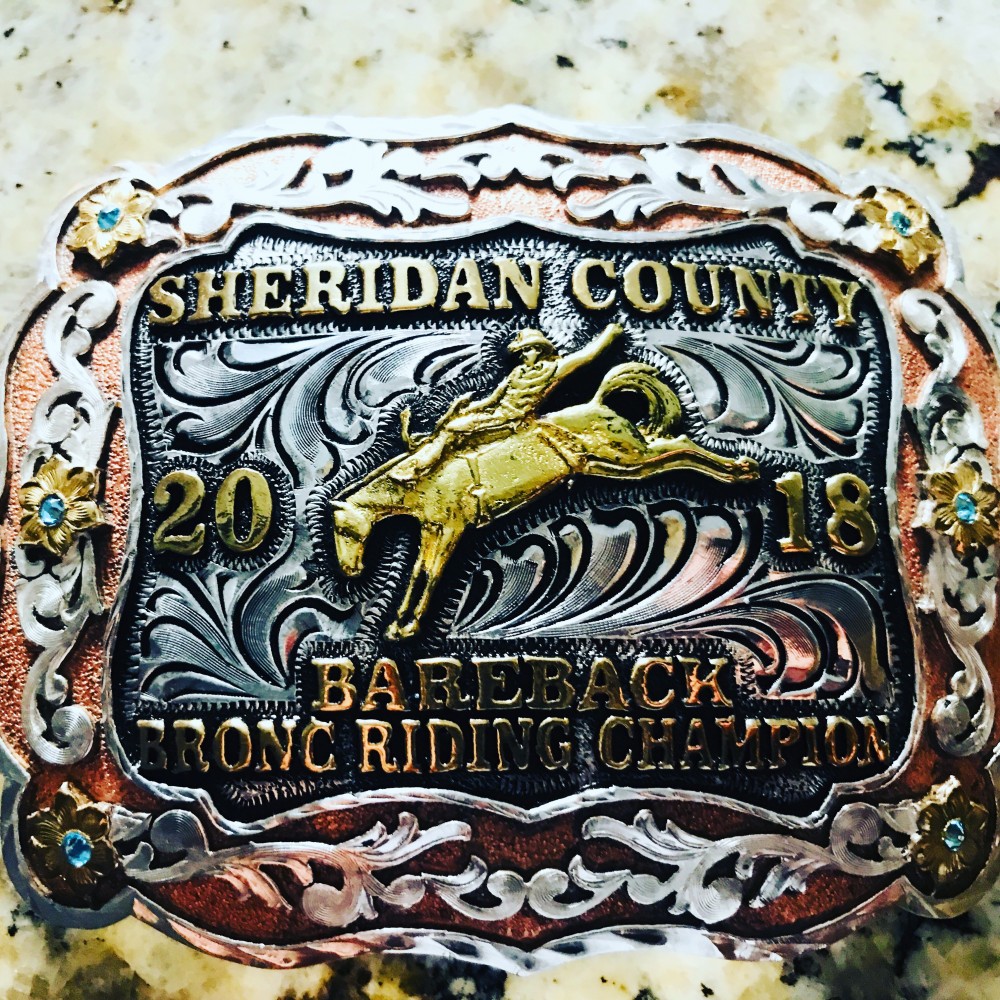 SHERIDAN COUNTY
20 18
BAREBACK
BRONC RIDING CHAMPION